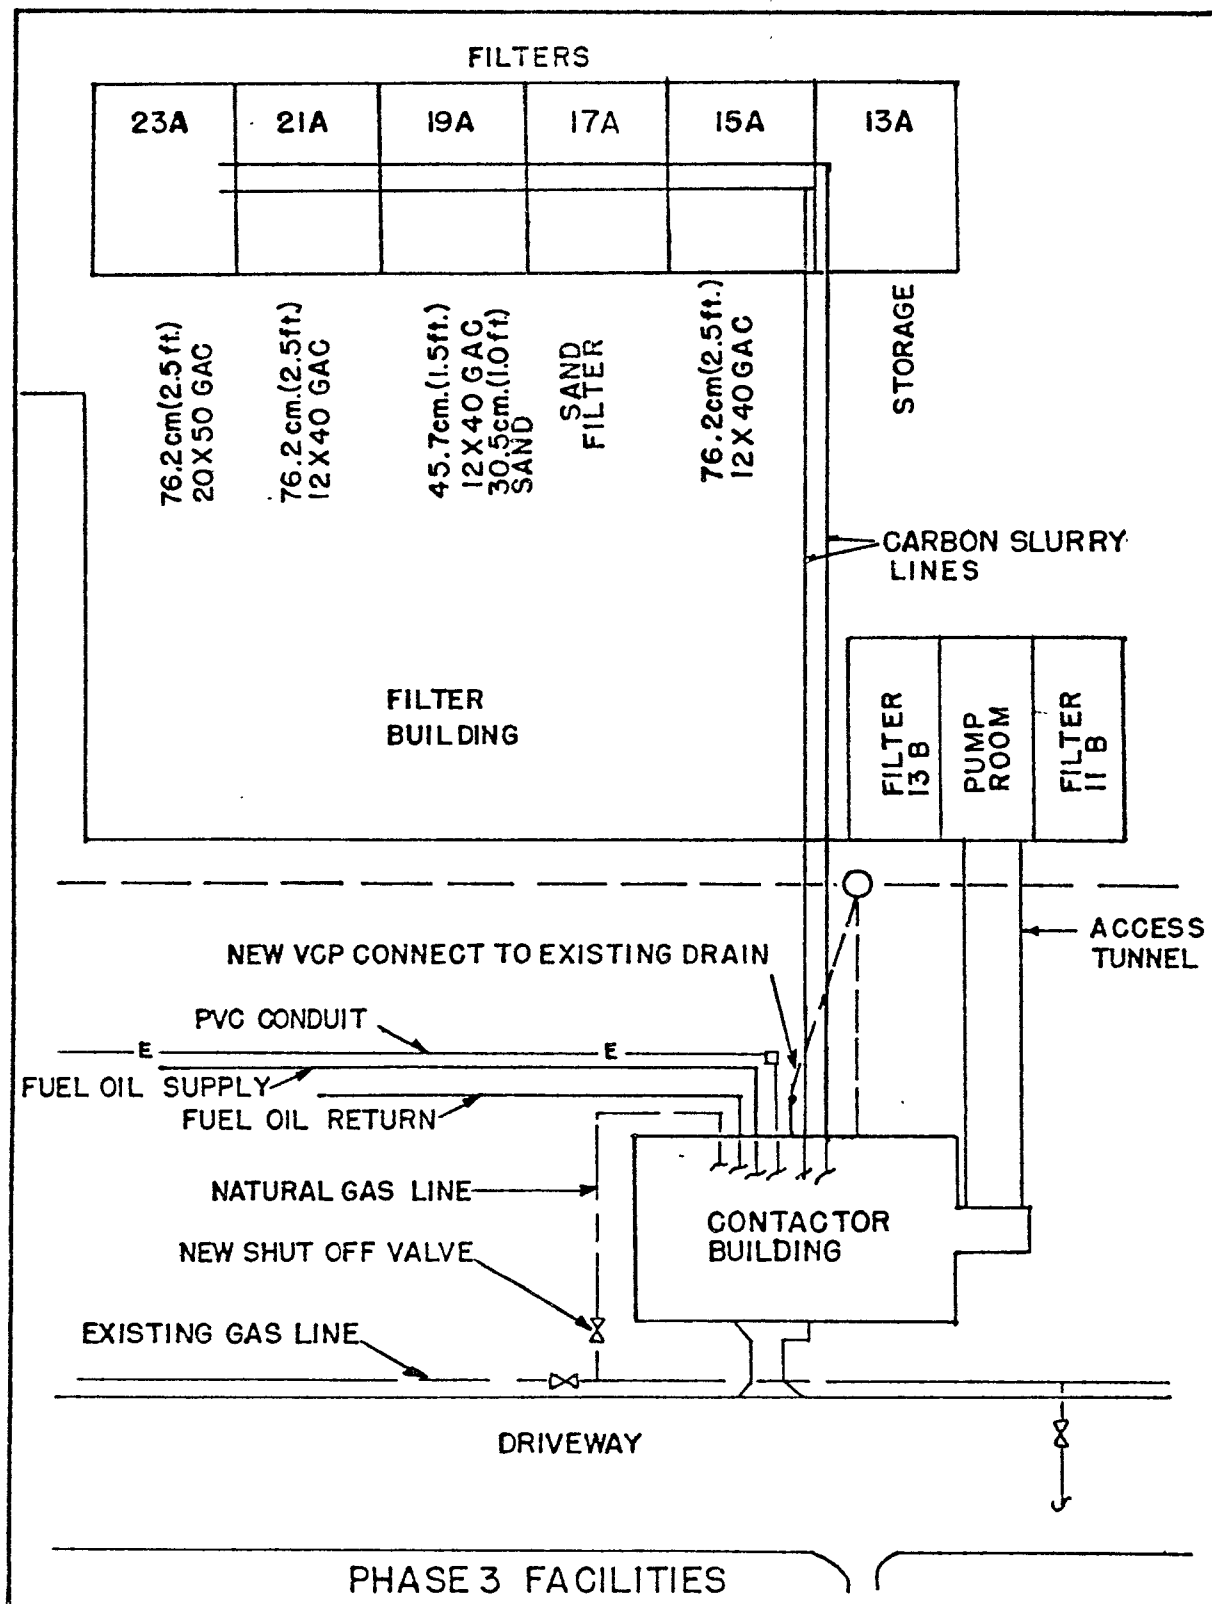 FILTERS
23A
21A
19A
17A
15A
13A
76.2cm(2.5ft.)
20X50 GAC
76.2cm.(2.5ft.)
12X40 GAC
45.7cm.(1.5ft.)
12X40 GAC
30.5cm.(1.0ft)
SAND
SAND
FILTER
76.2cm(2.5ft.)
12X40GAC
STORAGE
CARBON SLURRY
LINES
FILTER
BUILDING
FILTER
13 B
PUMP
ROOM
FILTER
11 B
ACCESS
TUNNEL
NEW VCP CONNECT TO EXISTING DRAIN
PVC CONDUIT
E
E
FUEL OIL SUPPLY
FUEL OIL RETURN
NATURAL GAS LINE
CONTACTOR
BUILDING
NEW SHUT OFF VALVE
EXISTING GAS LINE
DRIVEWAY
PHASE 3 FACILITIES